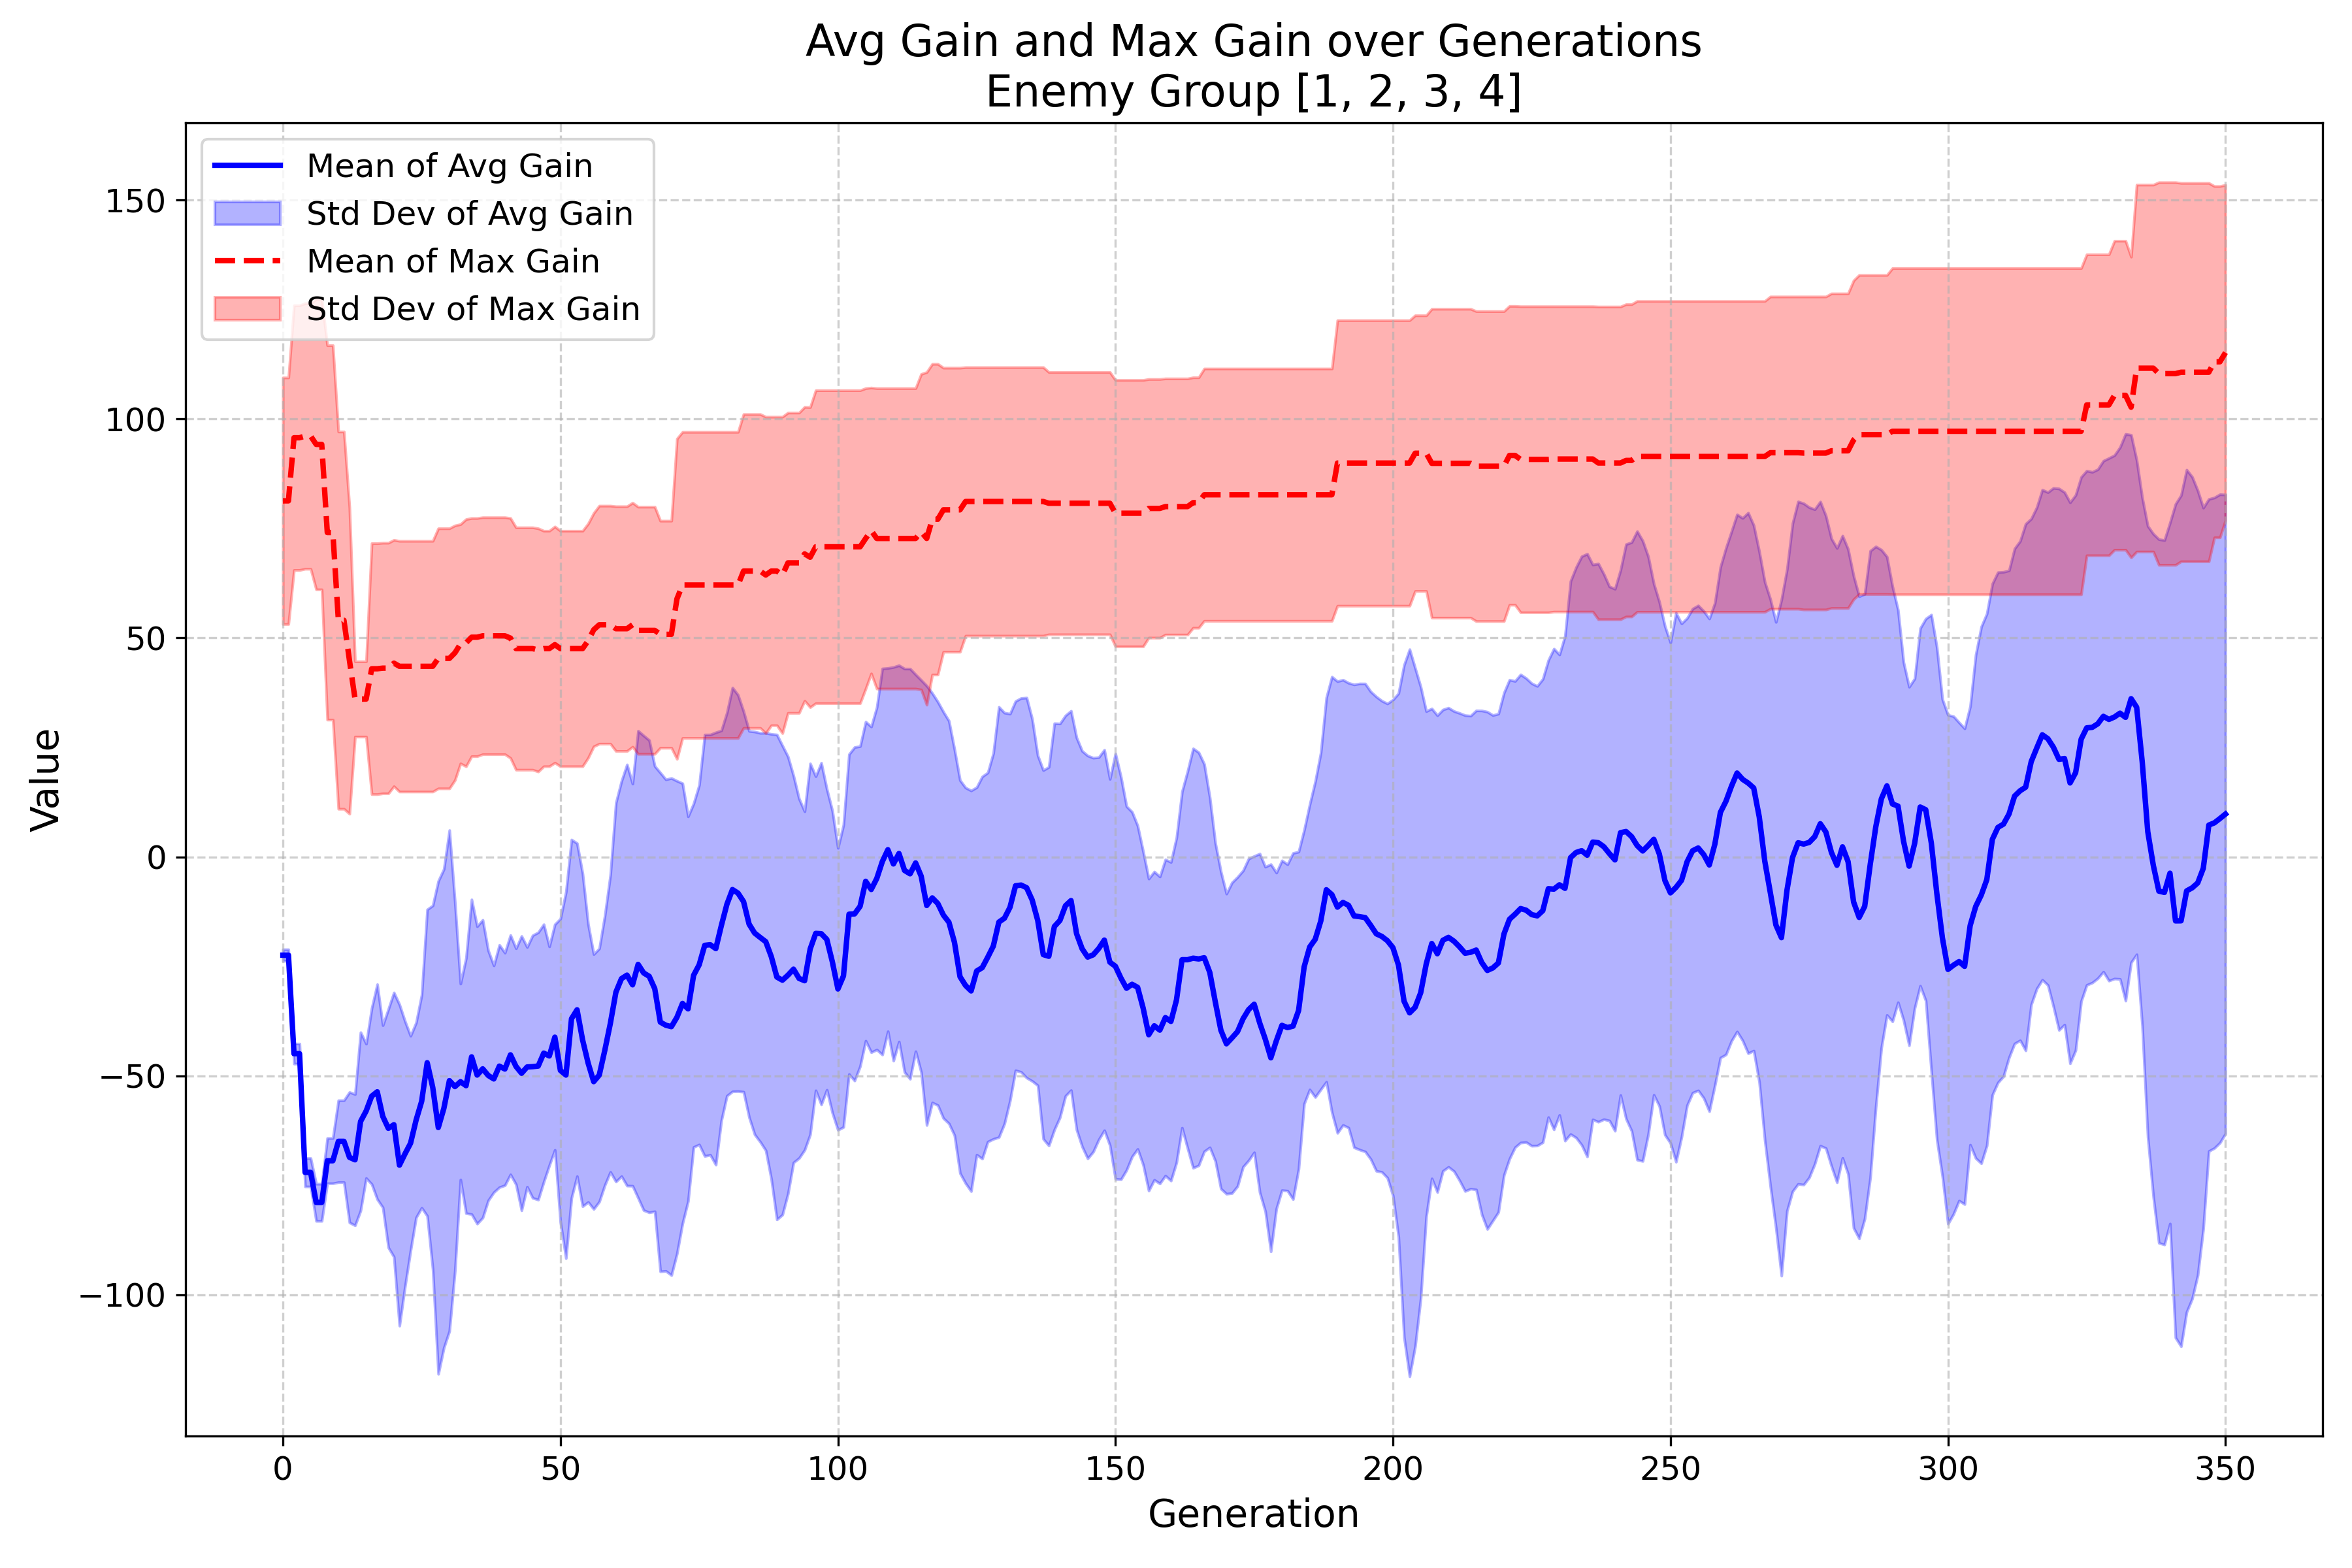 Avg Gain and Max Gain over Generations
Enemy Group [1, 2, 3, 4]
Mean of Avg Gain
Std Dev of Avg Gain
Mean of Max Gain
Std Dev of Max Gain
Value
150
100
50
0
−50
−100
0 50 100 150 200 250 300 350
Generation